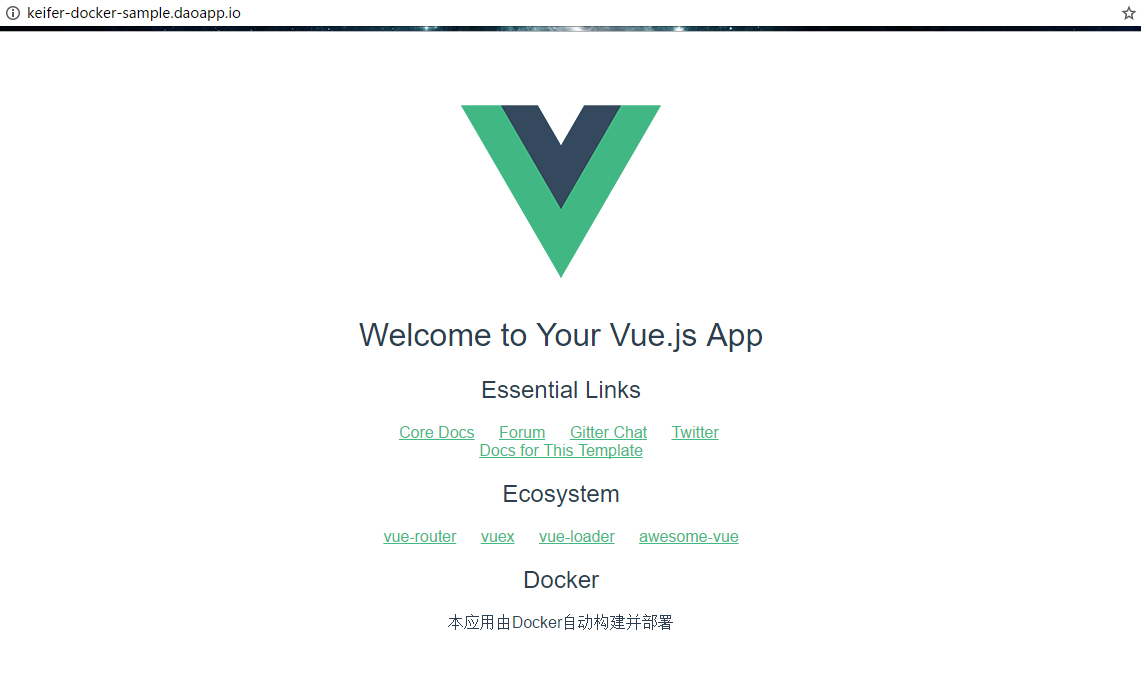 keifer-docker-sample.daoapp.io
Welcome to Your Vue.js App
Essential Links
Core Docs Forum Gitter Chat Twitter
Docs for This Template
Ecosystem
vue-router vuex vue-loader awesome-vue
Docker
本应用由Docker自动构建并部署